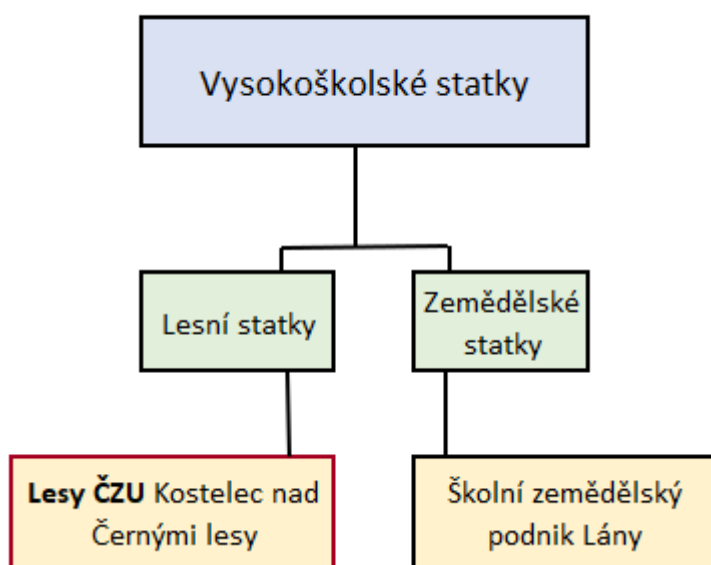 Vysokoškolské statky
Lesní statky
Zemědělské
statky
Lesy ČZU Kostelec nad
Černými lesy
Školní zemědělský
podnik Lány